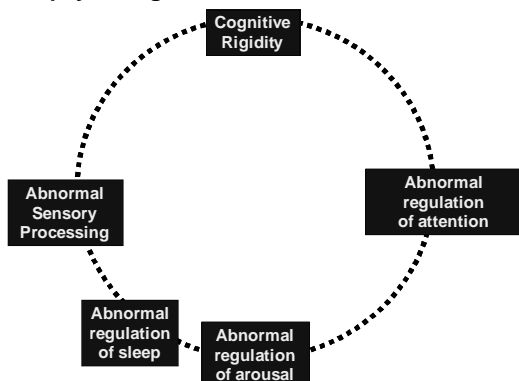 Cognitive
Rigidity
Abnormal
Sensory
Processing
Abnormal
regulation
of attention
Abnormal
regulation
of sleep
Abnormal
regulation
of arousal